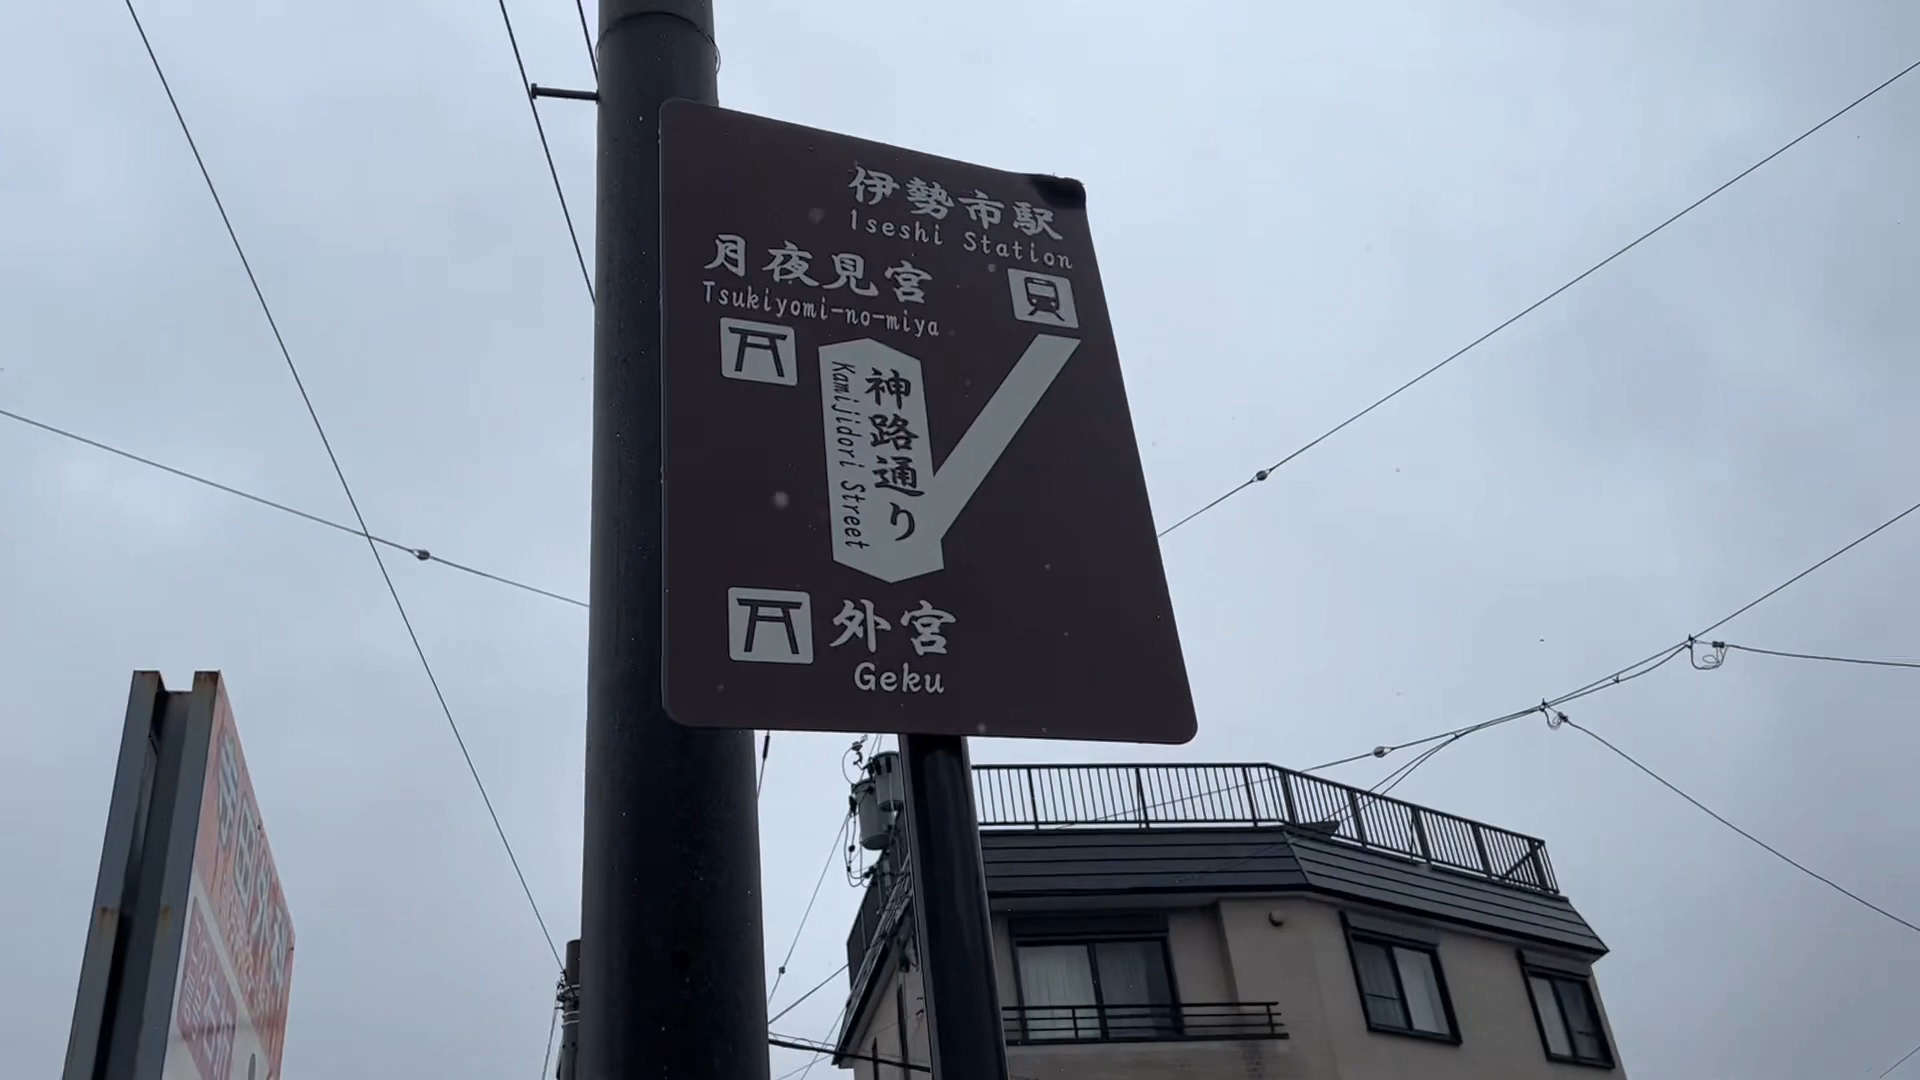 伊勢市駅
Iseshi Station
月夜見宮
Tsukiyomi-no-miya
神路通り
Kamijidori Street
外宮
Geku